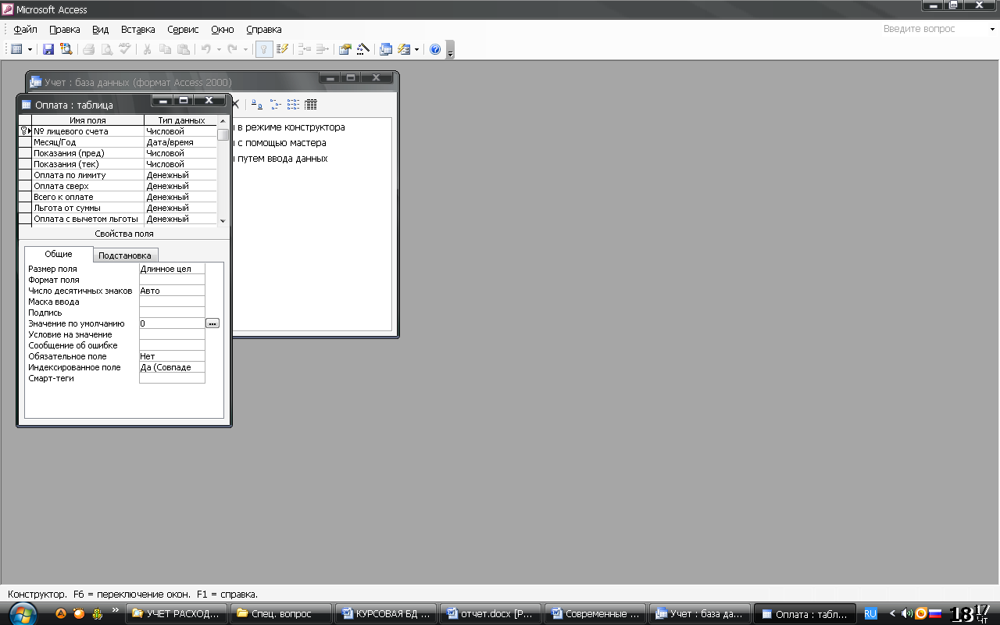 Microsoft Access
Файл Правка Вид Вставка Сервис Окно Справка Введите вопрос
Учет : база данных (формат Access 2000)
Оплата : таблица
в режиме конструктора
с помощью мастера
путем ввода данных
Имя поля Тип данных
№ лицевого счета Числовой
Месяц/Год Дата/время
Показания (пред) Числовой
Показания (тек) Числовой
Оплата по лимиту Денежный
Оплата сверх Денежный
Всего к оплате Денежный
Льгота от суммы Денежный
Оплата с вычетом льготы Денежный
Свойства поля
Общие Подстановка
Размер поля Длинное цел
Формат поля
Число десятичных знаков Авто
Маска ввода
Подпись
Значение по умолчанию 0 ...
Условие на значение
Сообщение об ошибке
Обязательное поле Нет
Индексированное поле Да (Совпаде
Смарт-теги
Конструктор. F6 = переключение окон. F1 = справка.
УЧЕТ РАСХОД... Спец. вопрос КУРСОВАЯ БД ... отчет.docx [Р... Современные ... Учет : база да... Оплата : табл... RU 18 17
ЧТ